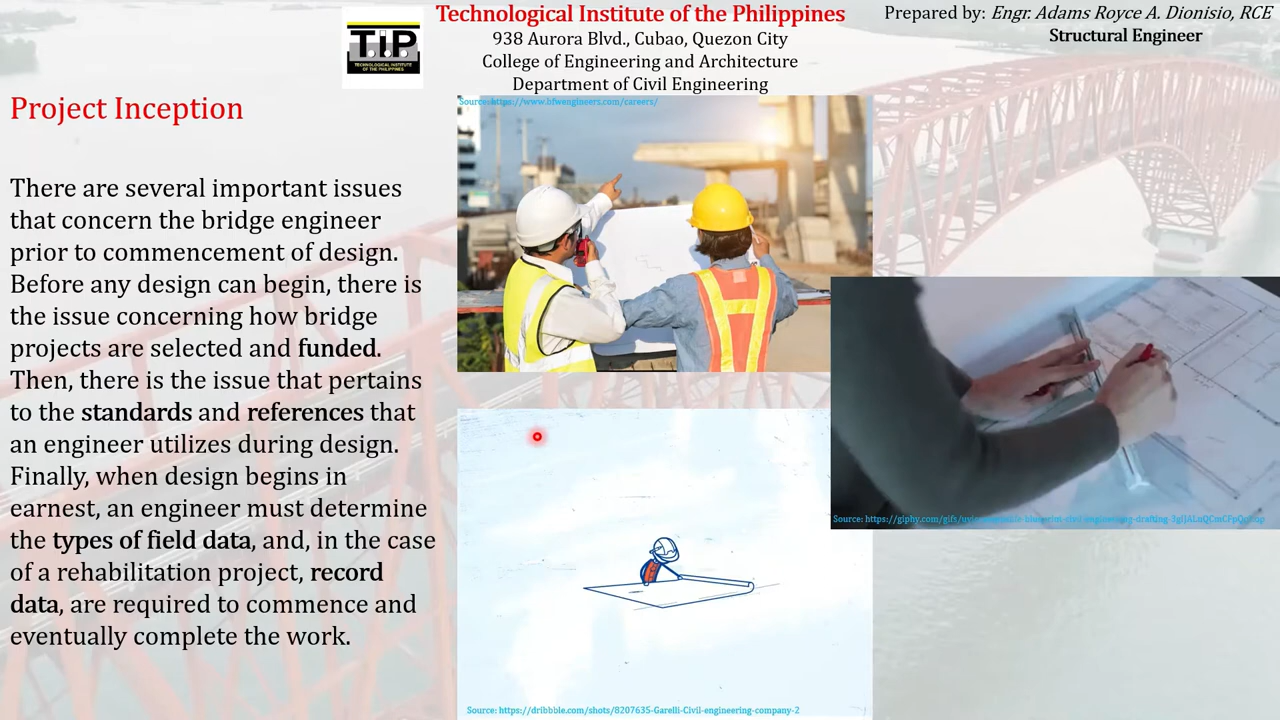 TiP
TECHNOLOGICAL INSTITUTE
OF THE PHILIPPINES
Technological Institute of the Philippines
938 Aurora Blvd., Cubao, Quezon City
College of Engineering and Architecture
Department of Civil Engineering
Prepared by: Engr. Adams Royce A. Dionisio, RCE
Structural Engineer
Project Inception
There are several important issues
that concern the bridge engineer
prior to commencement of design.
Before any design can begin, there is
the issue concerning how bridge
projects are selected and funded.
Then, there is the issue that pertains
to the standards and references that
an engineer utilizes during design.
Finally, when design begins in
earnest, an engineer must determine
the types of field data, and, in the case
of a rehabilitation project, record
data, are required to commence and
eventually complete the work.
Source: https://www.bfwengineers.com/careers/
Source:
Source: https://dribbble.com/shots/8207635-Garelli-Civil-engineering-company-2